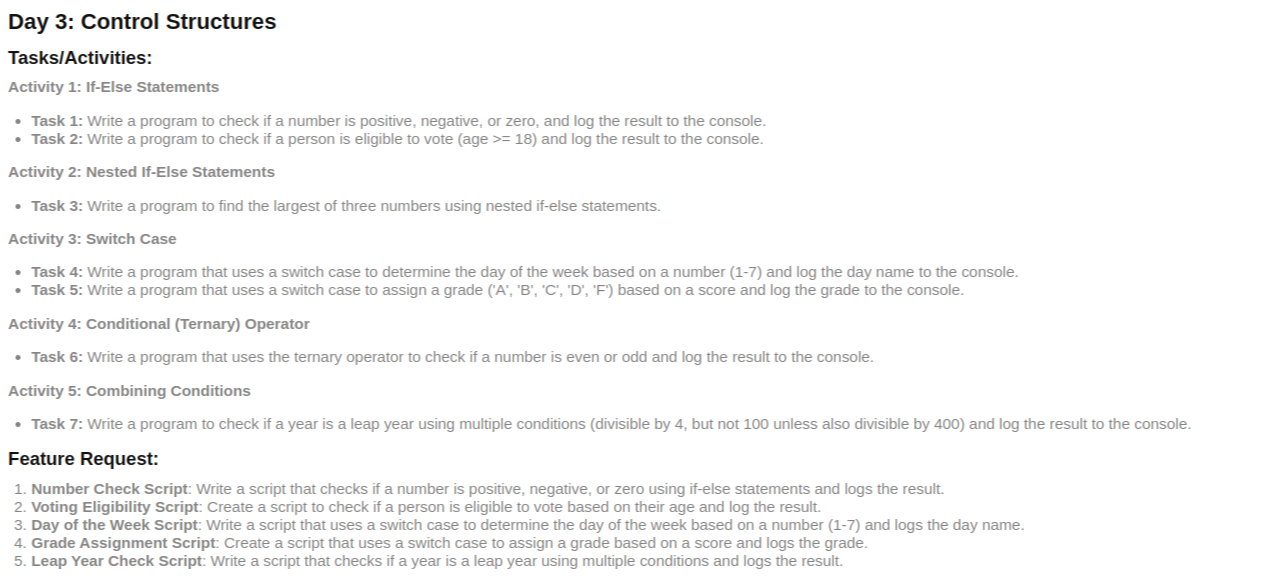 Day 3: Control Structures
Tasks/Activities:
Activity 1: If-Else Statements
• Task 1: Write a program to check if a number is positive, negative, or zero, and log the result to the console.
• Task 2: Write a program to check if a person is eligible to vote (age >= 18) and log the result to the console.
Activity 2: Nested If-Else Statements
• Task 3: Write a program to find the largest of three numbers using nested if-else statements.
Activity 3: Switch Case
• Task 4: Write a program that uses a switch case to determine the day of the week based on a number (1-7) and log the day name to the console.
• Task 5: Write a program that uses a switch case to assign a grade ('A', 'B', 'C', 'D', 'F') based on a score and log the grade to the console.
Activity 4: Conditional (Ternary) Operator
• Task 6: Write a program that uses the ternary operator to check if a number is even or odd and log the result to the console.
Activity 5: Combining Conditions
• Task 7: Write a program to check if a year is a leap year using multiple conditions (divisible by 4, but not 100 unless also divisible by 400) and log the result to the console.
Feature Request:
1. Number Check Script: Write a script that checks if a number is positive, negative, or zero using if-else statements and logs the result.
2. Voting Eligibility Script: Create a script to check if a person is eligible to vote based on their age and log the result.
3. Day of the Week Script: Write a script that uses a switch case to determine the day of the week based on a number (1-7) and logs the day name.
4. Grade Assignment Script: Create a script that uses a switch case to assign a grade based on a score and logs the grade.
5. Leap Year Check Script: Write a script that checks if a year is a leap year using multiple conditions and logs the result.